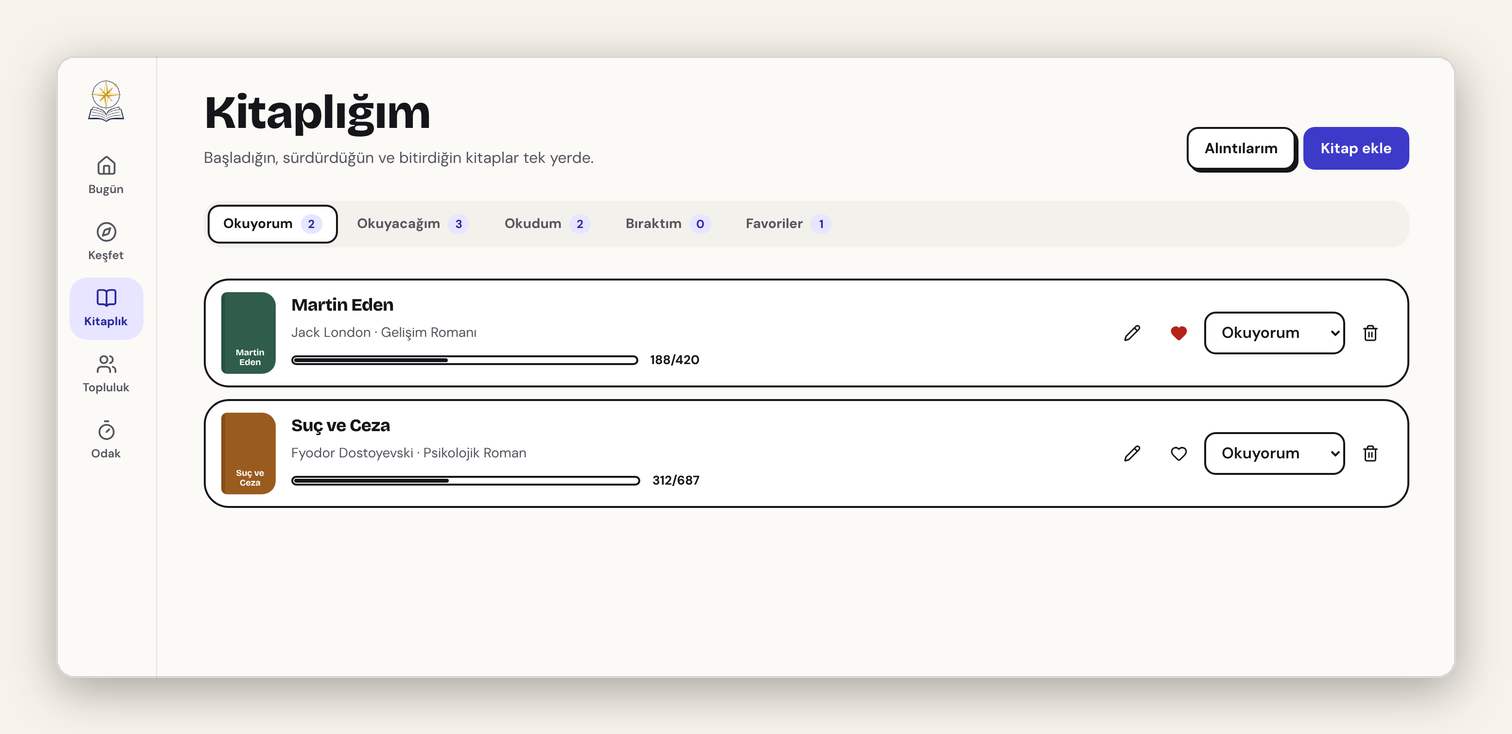 Kitaplığım
Başladığın, sürdürdüğün ve bitirdiğin kitaplar tek yerde.
Alıntılarım
Kitap ekle
Bugün
Keşfet
Kitaplık
Topluluk
Odak
Okuyorum 2
Okuyacağım 3
Okudum 2
Bıraktım 0
Favoriler 1
Martin
Eden
Martin Eden
Jack London · Gelişim Romanı
188/420
Okuyorum
Suç ve
Ceza
Suç ve Ceza
Fyodor Dostoyevski · Psikolojik Roman
312/687
Okuyorum